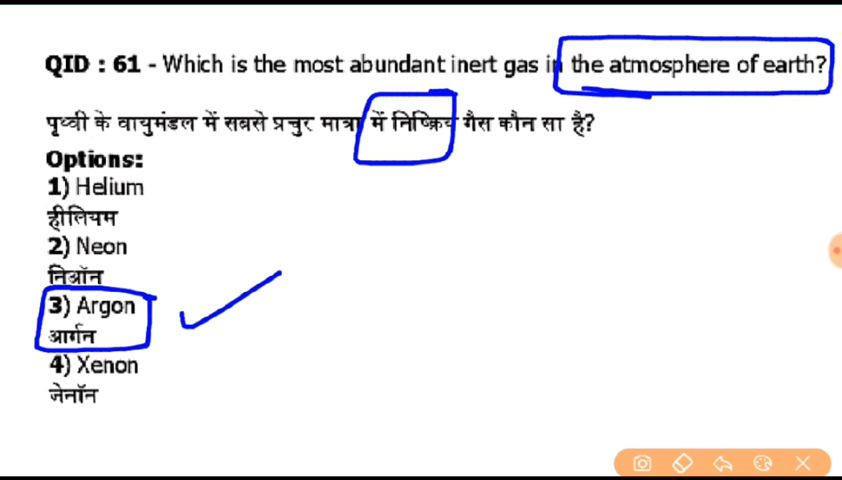 QID : 61 - Which is the most abundant inert gas in the atmosphere of earth?
पृथ्वी के वायुमंडल में सबसे प्रचुर मात्रा में निष्क्रिय गैस कौन सा है?
Options:
1) Helium
हीलियम
2) Neon
निऑन
3) Argon
आर्गन
4) Xenon
जेनॉन